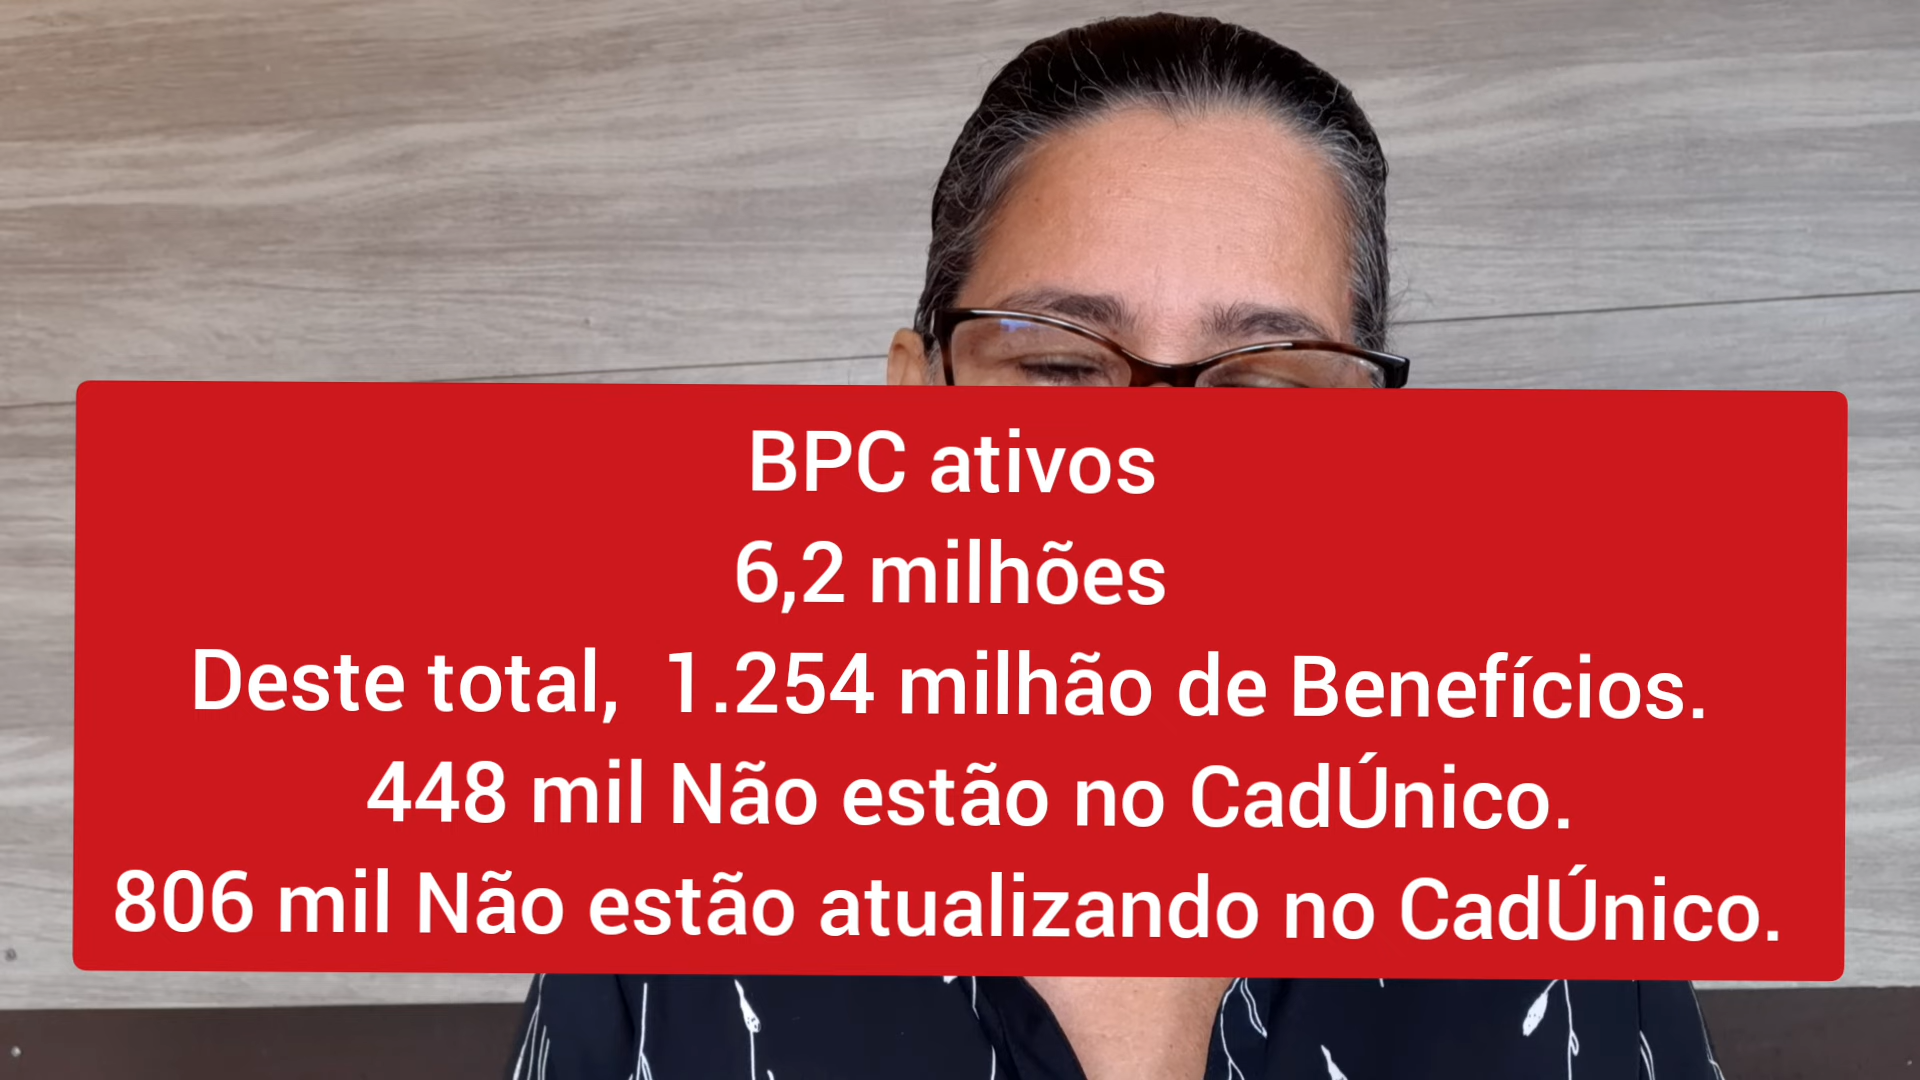 BPC ativos
6,2 milhões
Deste total, 1.254 milhão de Benefícios.
448 mil Não estão no CadÚnico.
806 mil Não estão atualizando no CadÚnico.